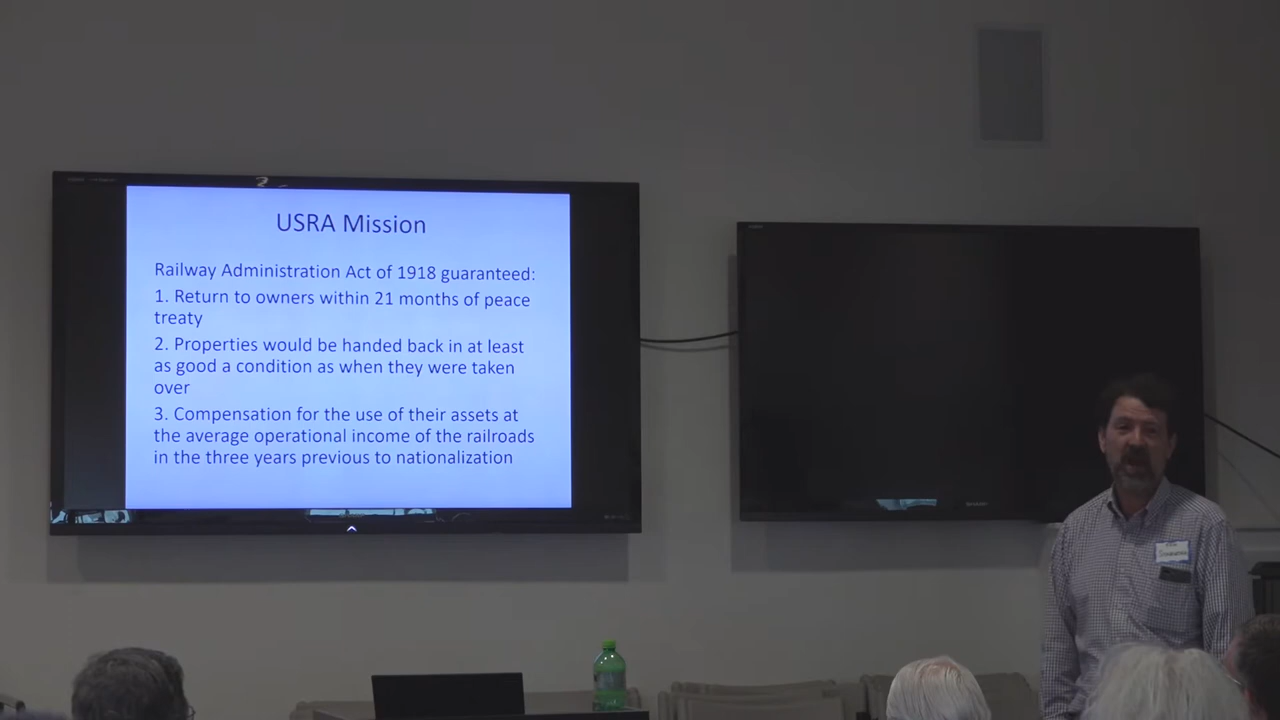 USRA Mission
Railway Administration Act of 1918 guaranteed:
1. Return to owners within 21 months of peace
treaty
2. Properties would be handed back in at least
as good a condition as when they were taken
over
3. Compensation for the use of their assets at
the average operational income of the railroads
in the three years previous to nationalization